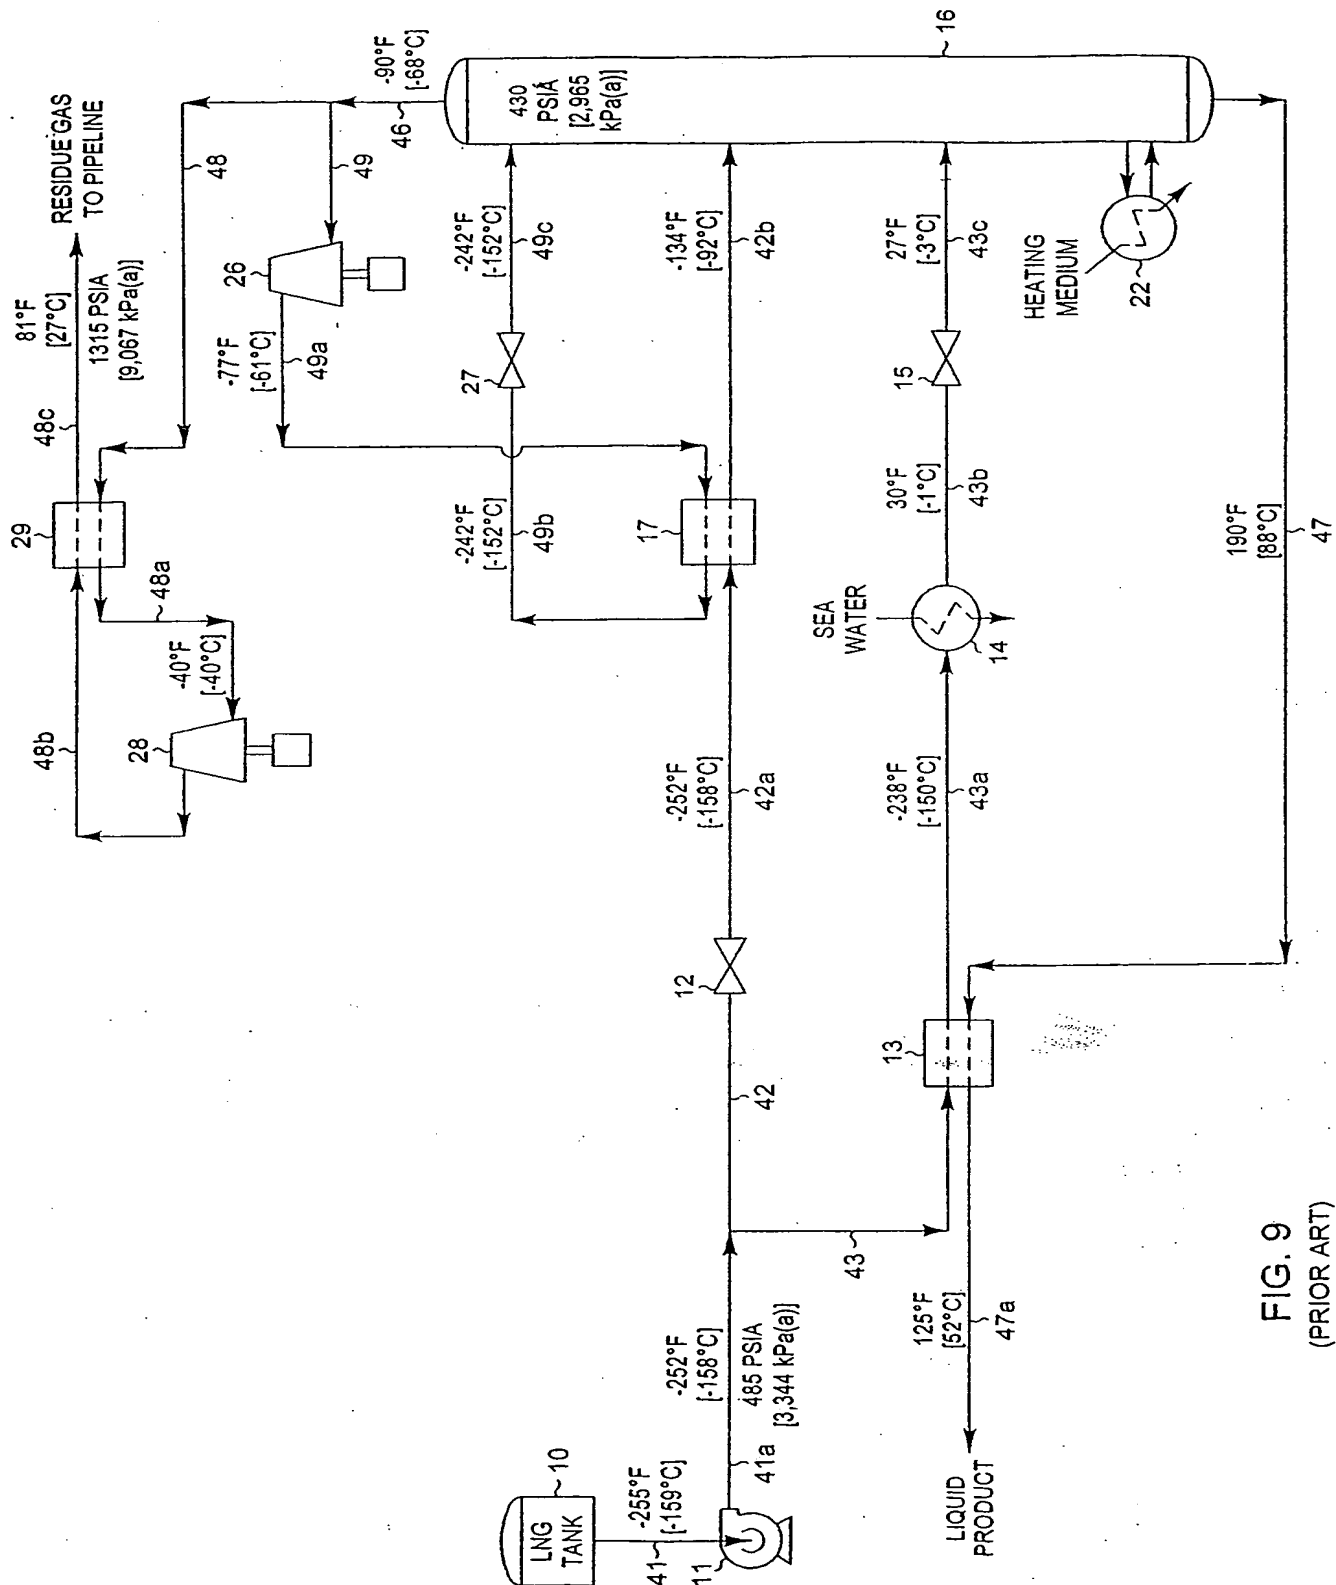 FIG. 9
(PRIOR ART)
LNG
TANK
10
-255°F
[-159°C]
41
11
41a
-252°F
[-158°C]
485 PSIA
[3,344 kPa(a)]
42
43
12
-252°F
[-158°C]
42a
17
-134°F
[-92°C]
42b
13
-238°F
[-150°C]
43a
SEA
WATER
14
30°F
[-1°C]
43b
15
27°F
[-3°C]
43c
HEATING
MEDIUM
22
430
PSIA
[2,965
kPa(a)]
16
190°F
[88°C]
47
125°F
[52°C]
47a
LIQUID
PRODUCT
-90°F
[-68°C]
46
49
26
-77°F
[-61°C]
49a
-242°F
[-152°C]
49b
27
-242°F
[-152°C]
49c
48
29
48a
-40°F
[-40°C]
28
48b
48c
81°F
[27°C]
1315 PSIA
[9,067 kPa(a)]
RESIDUE GAS
TO PIPELINE